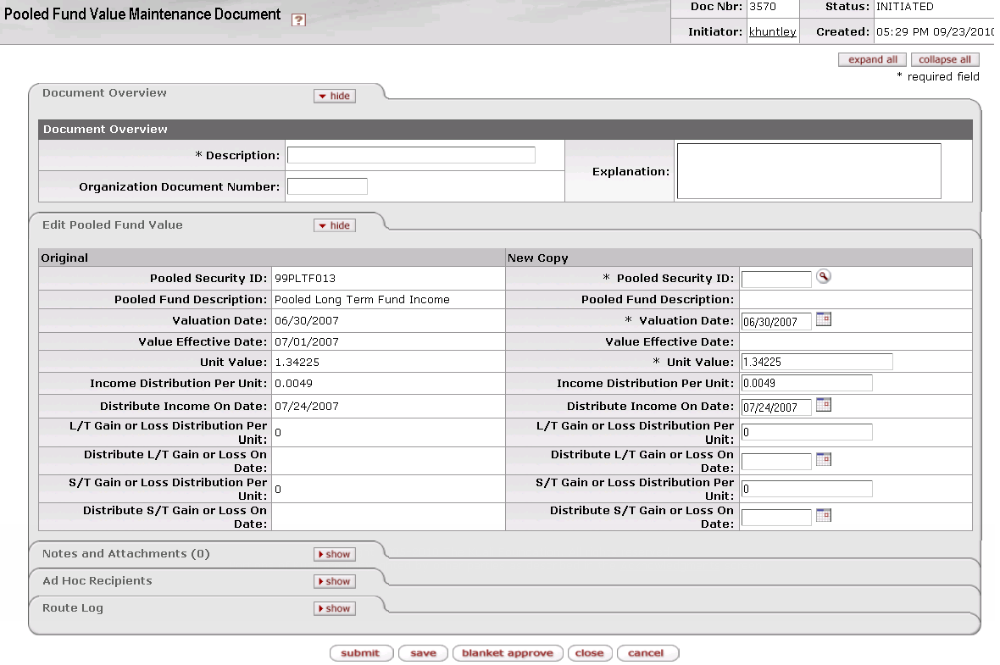 Pooled Fund Value Maintenance Document ?
Doc Nbr: 3570 Status: INITIATED
Initiator: khuntley Created: 05:29 PM 09/23/2010
expand all collapse all
* required field
Document Overview hide
Document Overview
* Description:
Explanation:
Organization Document Number:
Edit Pooled Fund Value hide
Original New Copy
Pooled Security ID: 99PLTF013 * Pooled Security ID:
Pooled Fund Description: Pooled Long Term Fund Income Pooled Fund Description:
Valuation Date: 06/30/2007 * Valuation Date: 06/30/2007
Value Effective Date: 07/01/2007 Value Effective Date:
Unit Value: 1.34225 * Unit Value: 1.34225
Income Distribution Per Unit: 0.0049 Income Distribution Per Unit: 0.0049
Distribute Income On Date: 07/24/2007 Distribute Income On Date: 07/24/2007
L/T Gain or Loss Distribution Per Unit: 0 L/T Gain or Loss Distribution Per Unit: 0
Distribute L/T Gain or Loss On Date: Distribute L/T Gain or Loss On Date:
S/T Gain or Loss Distribution Per Unit: 0 S/T Gain or Loss Distribution Per Unit: 0
Distribute S/T Gain or Loss On Date: Distribute S/T Gain or Loss On Date:
Notes and Attachments (0) show
Ad Hoc Recipients show
Route Log show
submit save blanket approve close cancel